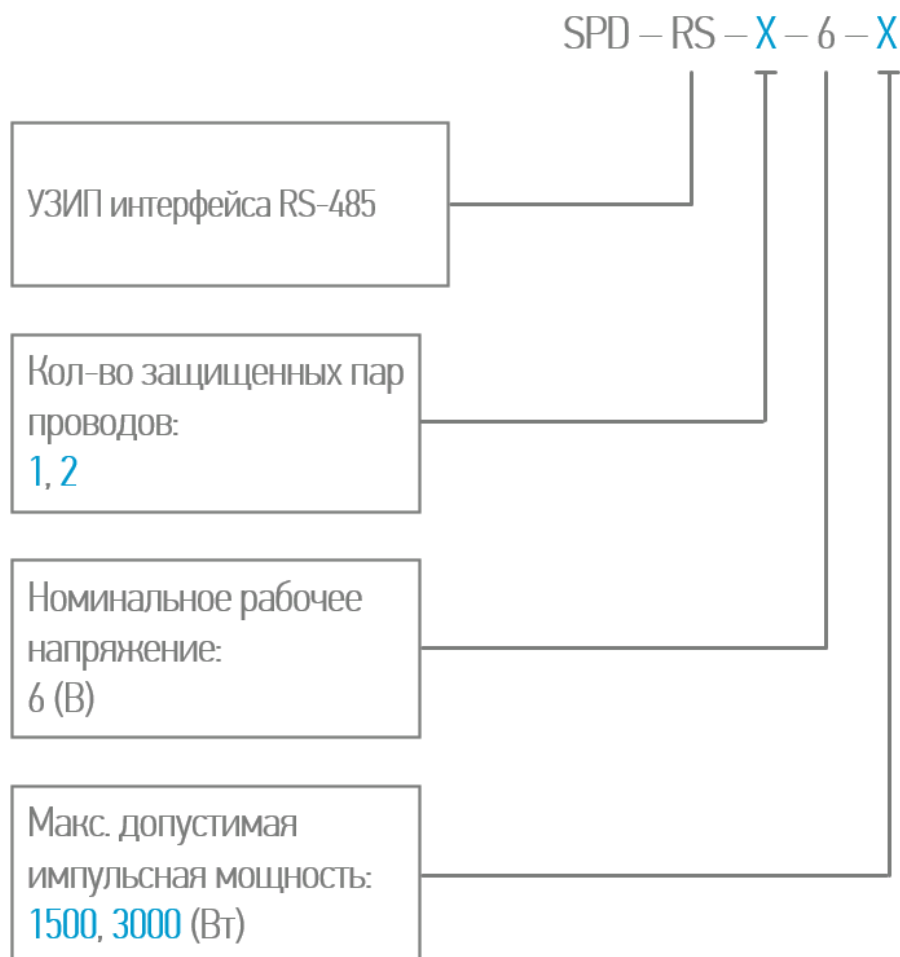 SPD – RS – X – 6 – X
УЗИП интерфейса RS-485
Кол-во защищенных пар
проводов:
1, 2
Номинальное рабочее
напряжение:
6 (В)
Макс. допустимая
импульсная мощность:
1500, 3000 (Вт)